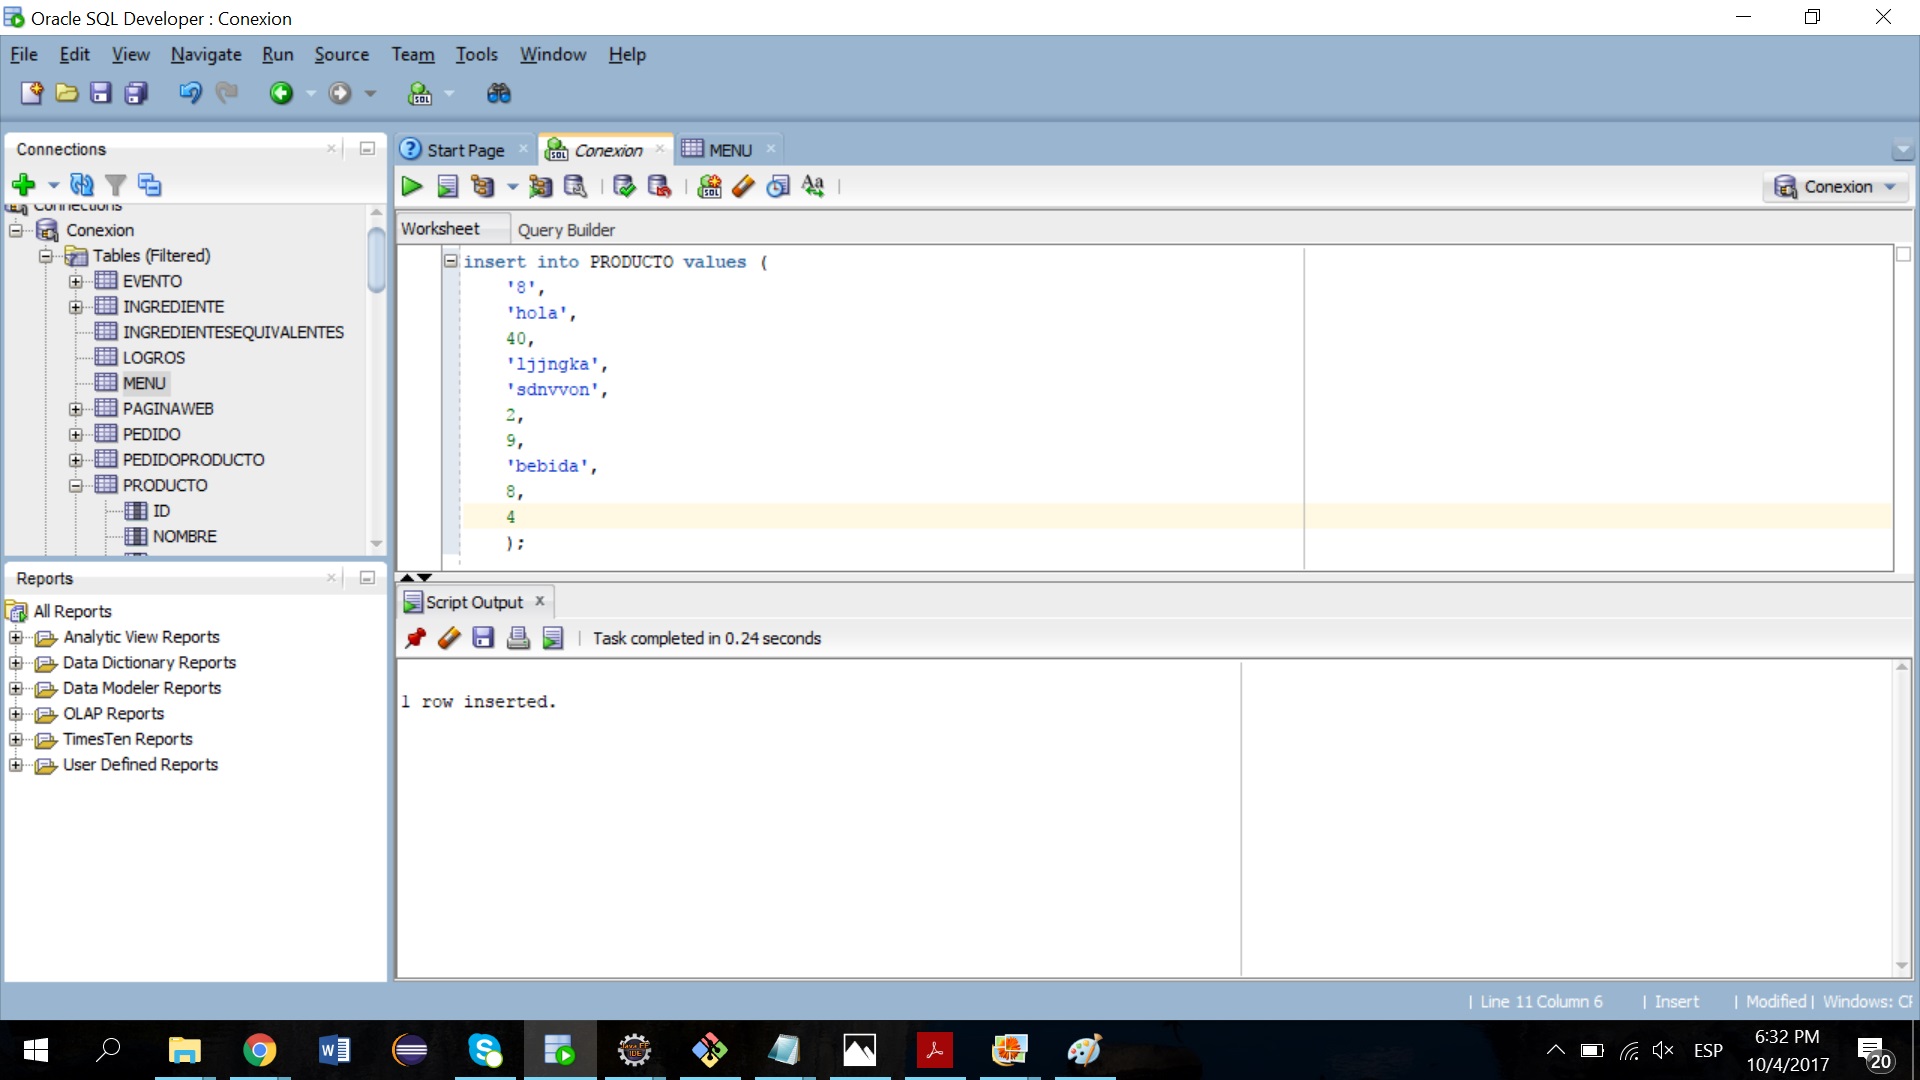 Oracle SQL Developer : Conexion
File Edit View Navigate Run Source Team Tools Window Help
Connections
Start Page
Conexion
MENU
Conexion
Connections
Conexion
Tables (Filtered)
EVENTO
INGREDIENTE
INGREDIENTESEQUIVALENTES
LOGROS
MENU
PAGINAWEB
PEDIDO
PEDIDOPRODUCTO
PRODUCTO
ID
NOMBRE
Worksheet Query Builder
insert into PRODUCTO values (
'8',
'hola',
40,
'ljjngka',
'sdnvvon',
2,
9,
'bebida',
8,
4
);
Reports
All Reports
Analytic View Reports
Data Dictionary Reports
Data Modeler Reports
OLAP Reports
TimesTen Reports
User Defined Reports
Script Output
Task completed in 0.24 seconds
1 row inserted.
| Line 11 Column 6 | Insert | Modified | Windows:
ESP
6:32 PM
10/4/2017
20